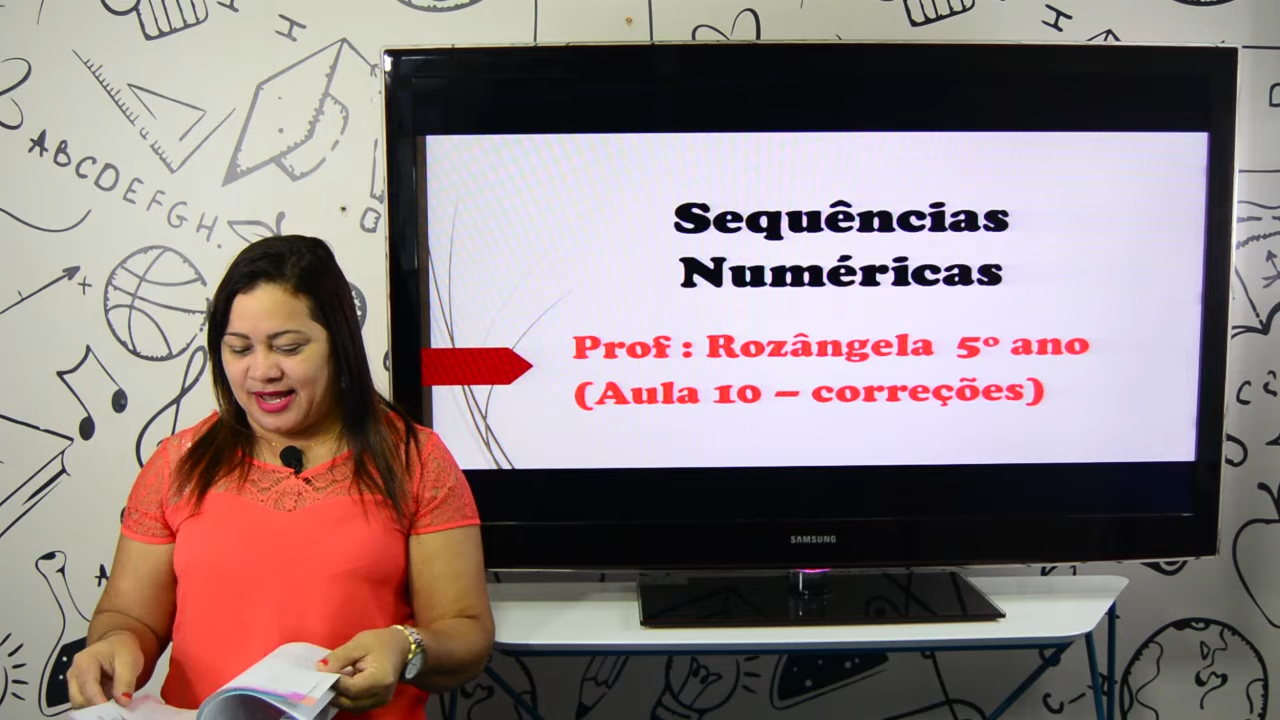 ABCDEFGH.
Sequências
Numéricas
Prof : Rozângela 5º ano
(Aula 10 – correções)
SAMSUNG